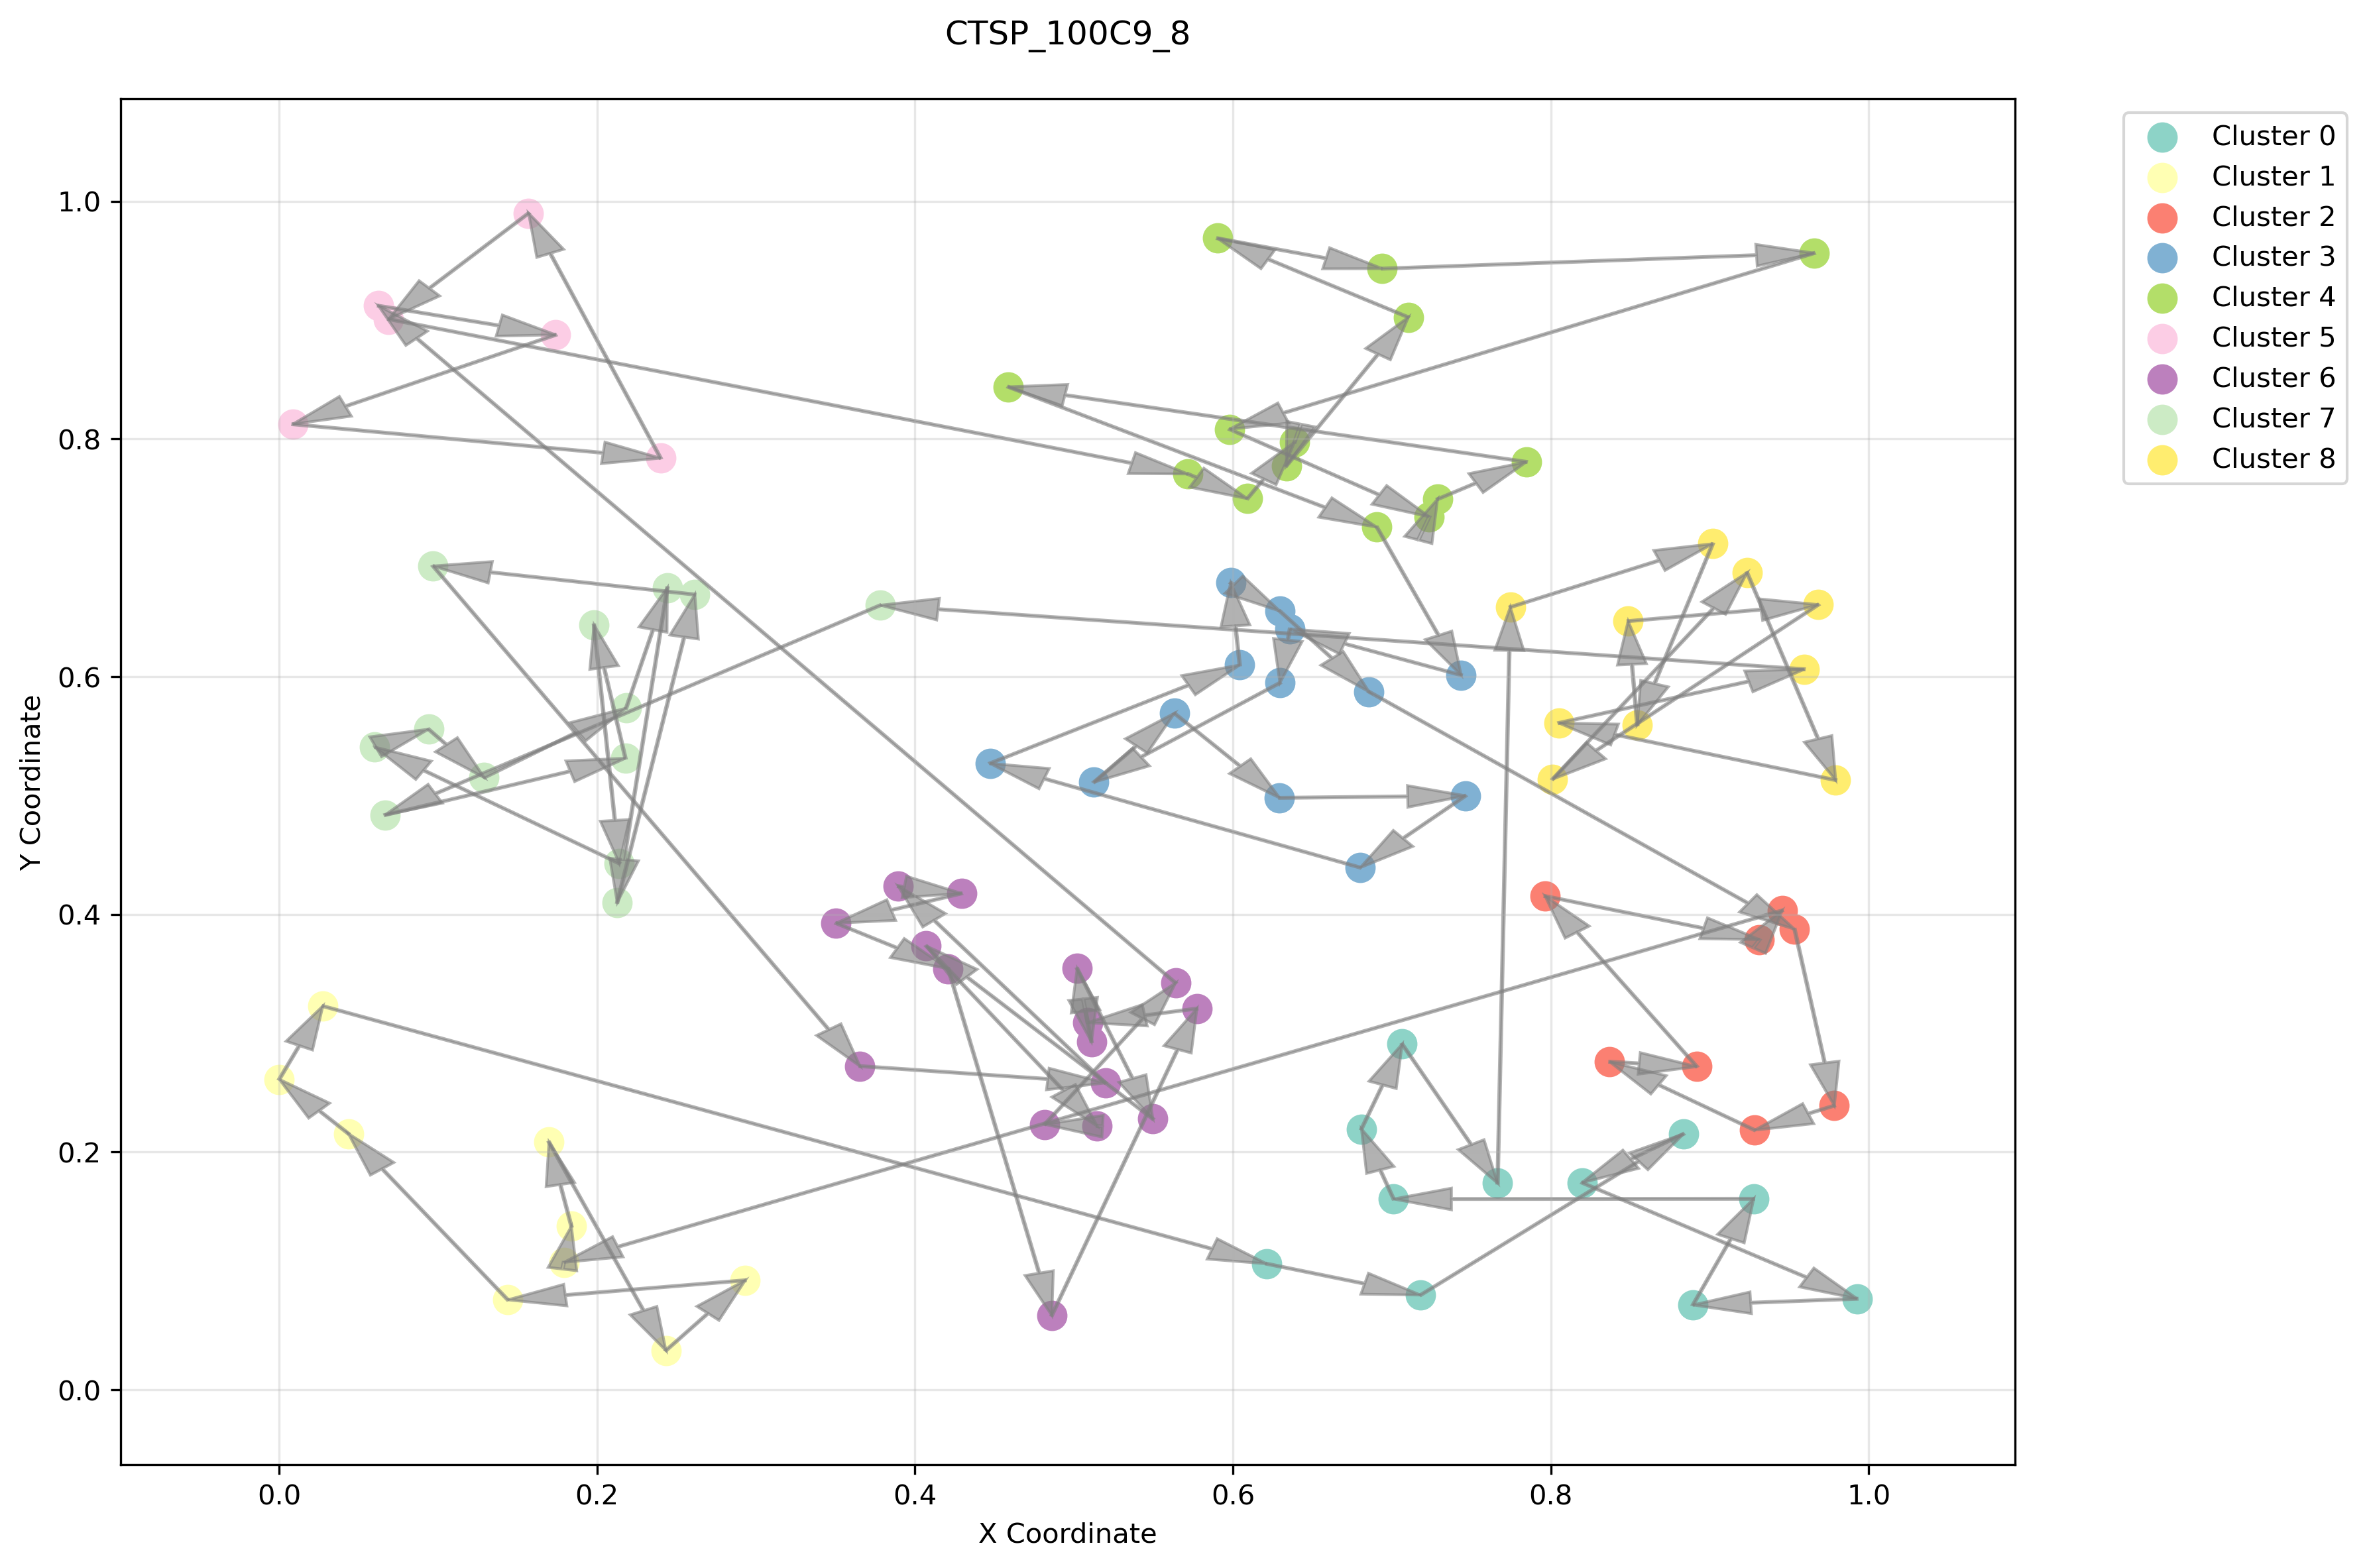 CTSP_100C9_8
Cluster 0
Cluster 1
Cluster 2
Cluster 3
Cluster 4
Cluster 5
Cluster 6
Cluster 7
Cluster 8
Y Coordinate
1.0
0.8
0.6
0.4
0.2
0.0
0.0 0.2 0.4 0.6 0.8 1.0
X Coordinate